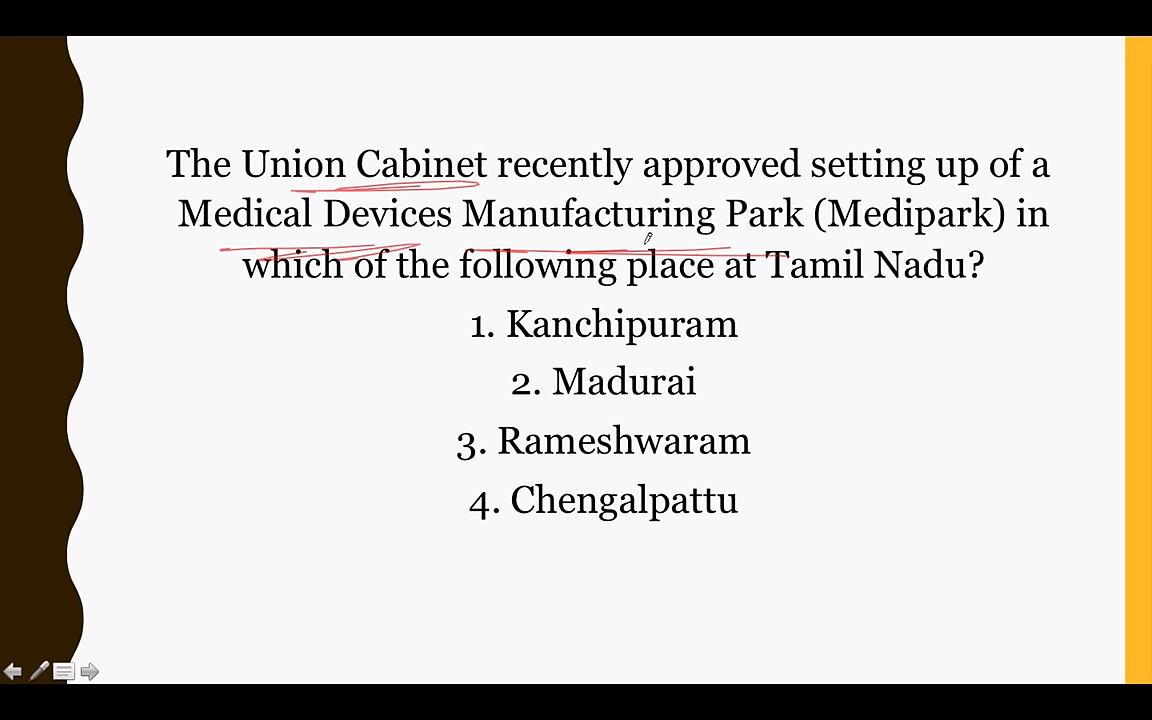 The Union Cabinet recently approved setting up of a
Medical Devices Manufacturing Park (Medipark) in
which of the following place at Tamil Nadu?
1. Kanchipuram
2. Madurai
3. Rameshwaram
4. Chengalpattu